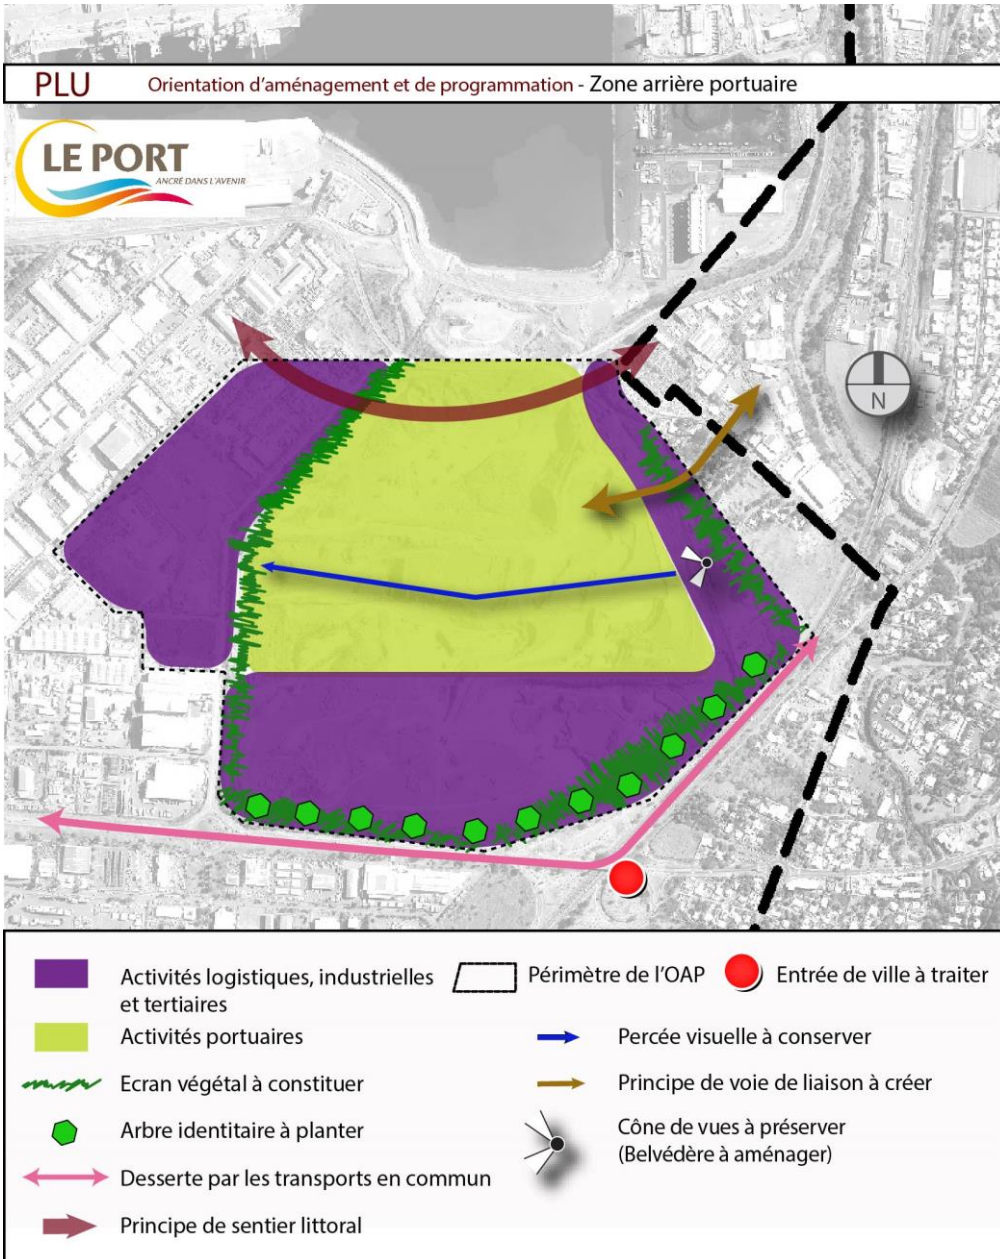 PLU Orientation d'aménagement et de programmation - Zone arrière portuaire
LE PORT
ANCRÉ DANS L'AVENIR
N
Activités logistiques, industrielles
et tertiaires
Périmètre de l'OAP
Entrée de ville à traiter
Activités portuaires
Percée visuelle à conserver
Ecran végétal à constituer
Principe de voie de liaison à créer
Arbre identitaire à planter
Cône de vues à préserver
(Belvédère à aménager)
Desserte par les transports en commun
Principe de sentier littoral